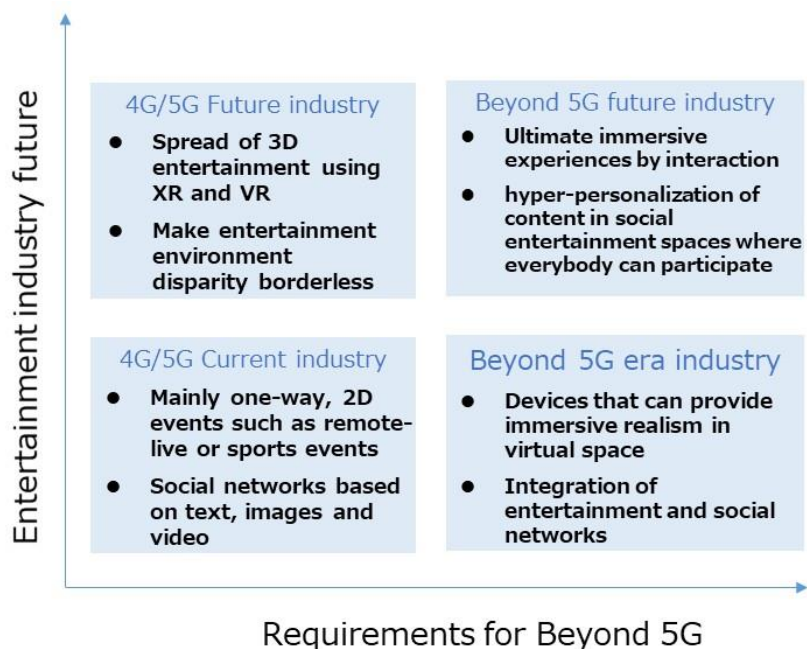 Entertainment industry future
4G/5G Future industry
● Spread of 3D
entertainment using
XR and VR
● Make entertainment
environment
disparity borderless
Beyond 5G future industry
● Ultimate immersive
experiences by interaction
● hyper-personalization of
content in social
entertainment spaces where
everybody can participate
4G/5G Current industry
● Mainly one-way, 2D
events such as remote-
live or sports events
● Social networks based
on text, images and
video
Beyond 5G era industry
● Devices that can provide
immersive realism in
virtual space
● Integration of
entertainment and social
networks
Requirements for Beyond 5G